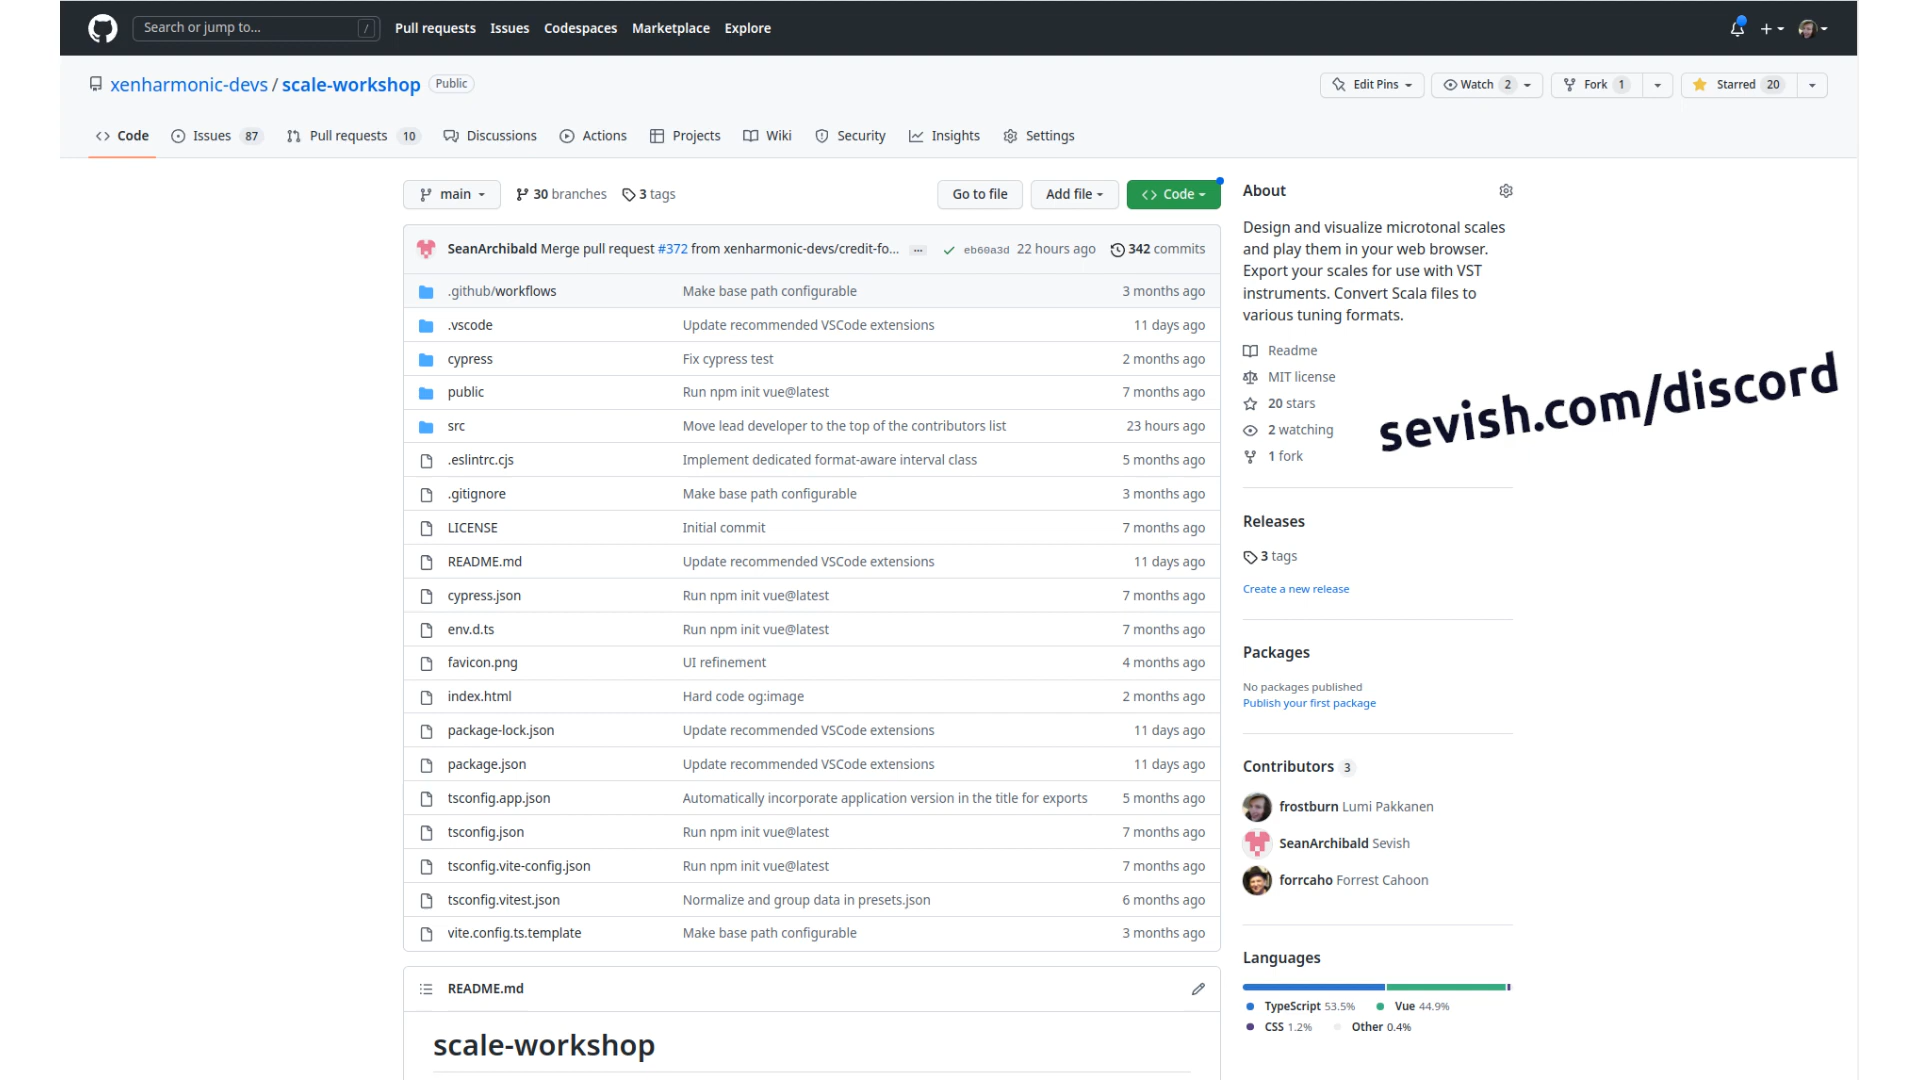 Search or jump to... /
Pull requests Issues Codespaces Marketplace Explore
xenharmonic-devs / scale-workshop Public
Edit Pins Watch 2 Fork 1 Starred 20
Code Issues 87 Pull requests 10 Discussions Actions Projects Wiki Security Insights Settings
main 30 branches 3 tags Go to file Add file Code
SeanArchibald Merge pull request #372 from xenharmonic-devs/credit-fo... ... eb60a3d 22 hours ago 342 commits
.github/workflows Make base path configurable 3 months ago
.vscode Update recommended VSCode extensions 11 days ago
cypress Fix cypress test 2 months ago
public Run npm init vue@latest 7 months ago
src Move lead developer to the top of the contributors list 23 hours ago
.eslintrc.cjs Implement dedicated format-aware interval class 5 months ago
.gitignore Make base path configurable 3 months ago
LICENSE Initial commit 7 months ago
README.md Update recommended VSCode extensions 11 days ago
cypress.json Run npm init vue@latest 7 months ago
env.d.ts Run npm init vue@latest 7 months ago
favicon.png UI refinement 4 months ago
index.html Hard code og:image 2 months ago
package-lock.json Update recommended VSCode extensions 11 days ago
package.json Update recommended VSCode extensions 11 days ago
tsconfig.app.json Automatically incorporate application version in the title for exports 5 months ago
tsconfig.json Run npm init vue@latest 7 months ago
tsconfig.vite-config.json Run npm init vue@latest 7 months ago
tsconfig.vitest.json Normalize and group data in presets.json 6 months ago
vite.config.ts.template Make base path configurable 3 months ago
README.md
scale-workshop
About
Design and visualize microtonal scales
and play them in your web browser.
Export your scales for use with VST
instruments. Convert Scala files to
various tuning formats.
Readme
MIT license
20 stars
2 watching
1 fork
sevish.com/discord
Releases
3 tags
Create a new release
Packages
No packages published
Publish your first package
Contributors 3
frostburn Lumi Pakkanen
SeanArchibald Sevish
forrcaho Forrest Cahoon
Languages
TypeScript 53.5% Vue 44.9%
CSS 1.2% Other 0.4%